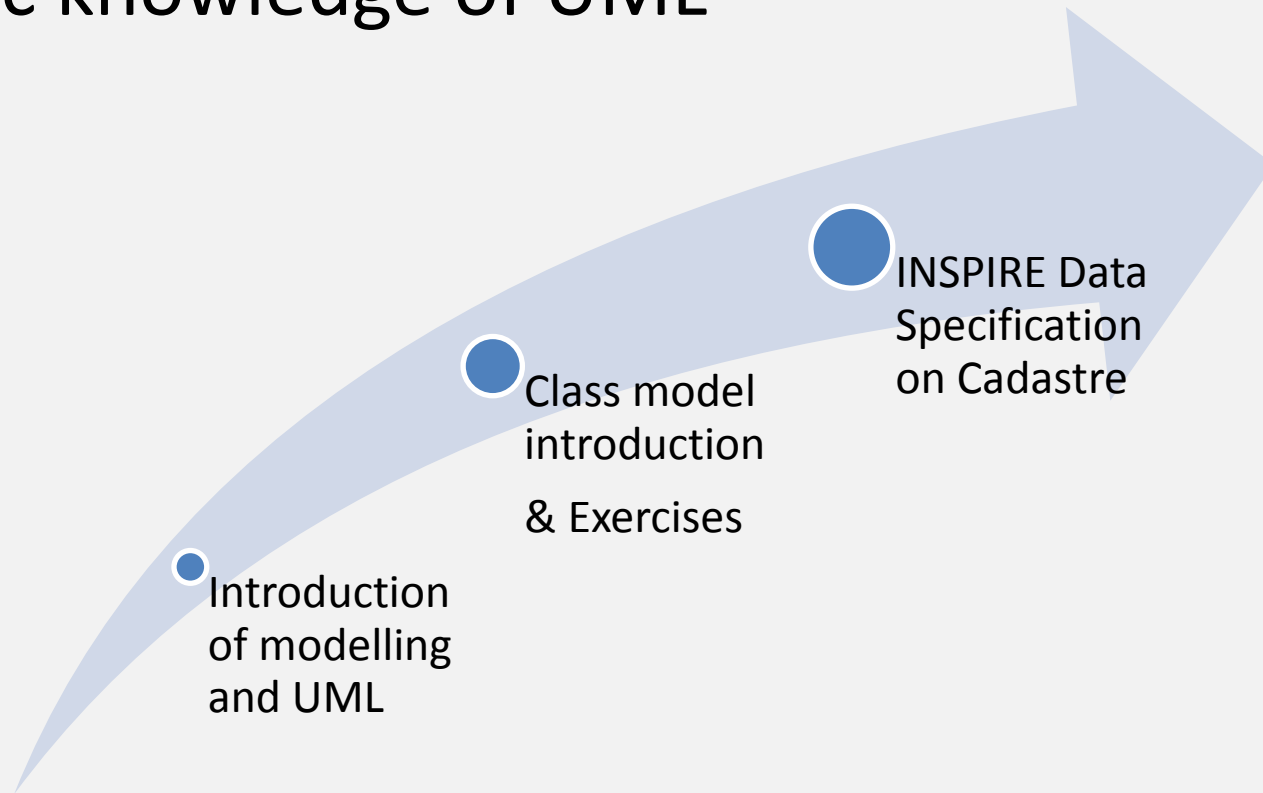 knowledge of UML
Introduction
of modelling
and UML
Class model
introduction
& Exercises
INSPIRE Data
Specification
on Cadastre